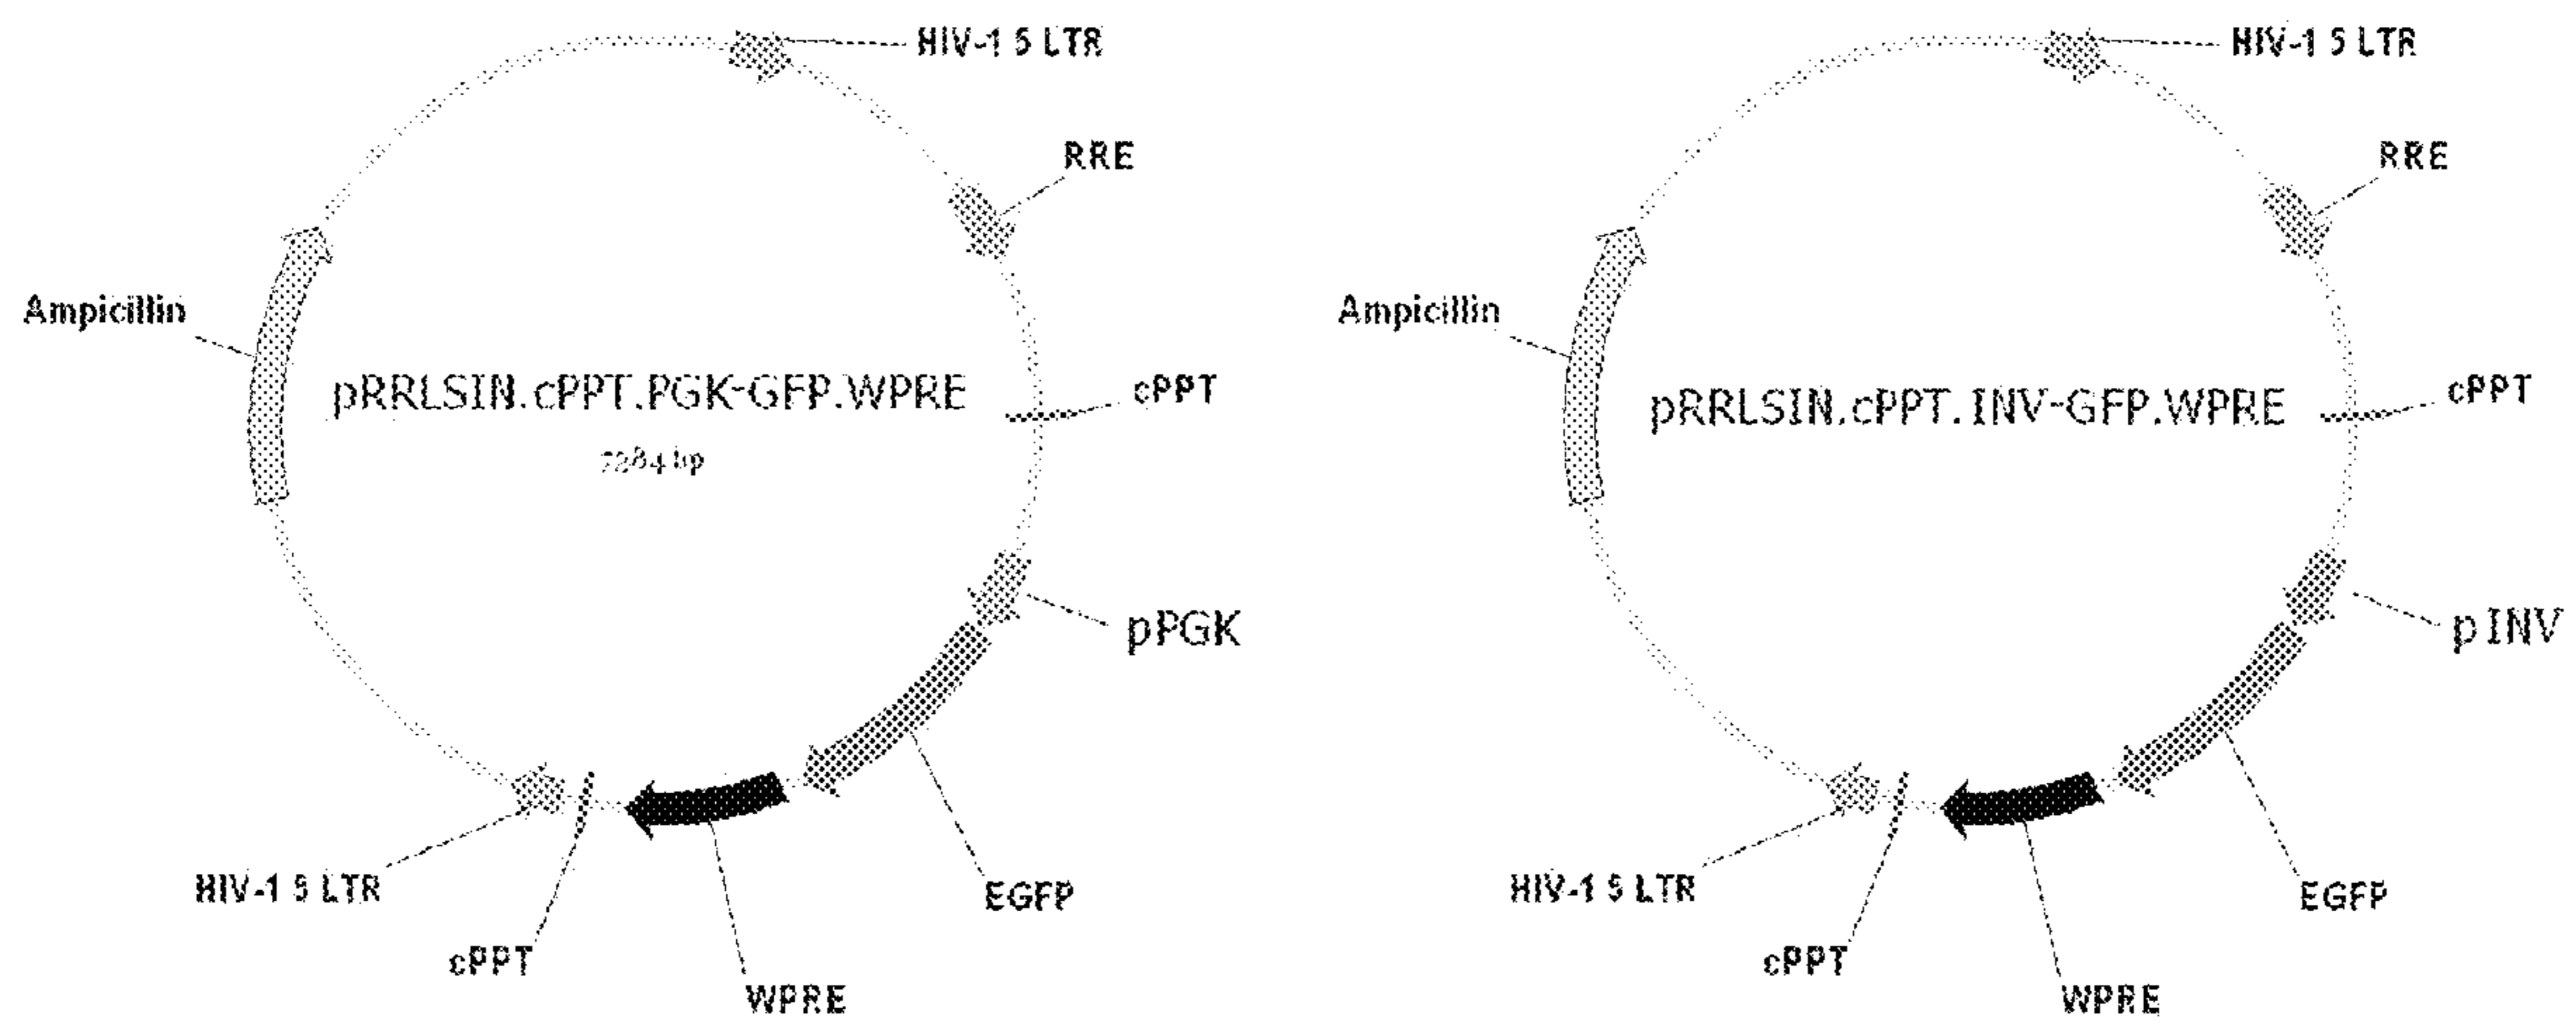 HIV-1 5 LTR
RRE
Ampicillin
pRRLSIN.cPPT.PGK-GFP.WPRE
7384 bp
cPPT
pPGK
HIV-1 5 LTR
EGFP
cPPT
WPRE
HIV-1 5 LTR
RRE
Ampicillin
pRRLSIN.cPPT.INV-GFP.WPRE
cPPT
pINV
HIV-1 5 LTR
EGFP
cPPT
WPRE